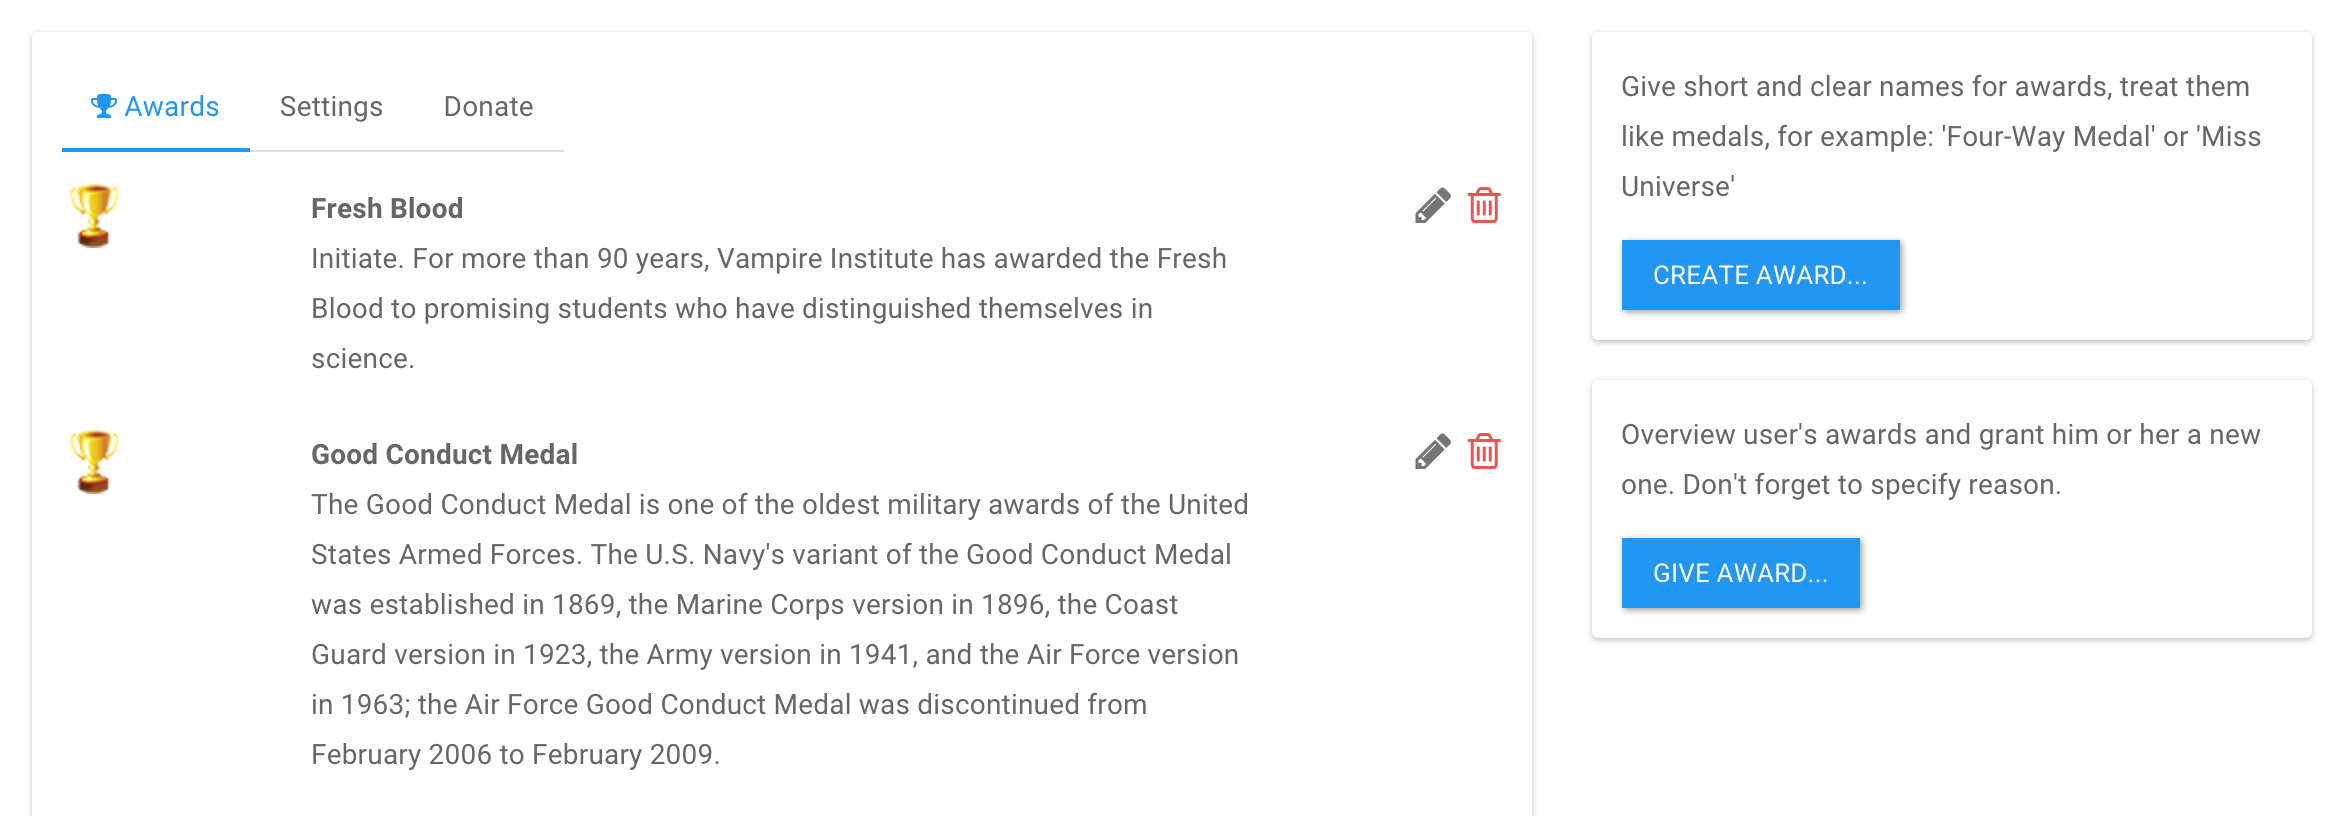 Awards Settings Donate
Fresh Blood
Initiate. For more than 90 years, Vampire Institute has awarded the Fresh
Blood to promising students who have distinguished themselves in
science.
Good Conduct Medal
The Good Conduct Medal is one of the oldest military awards of the United
States Armed Forces. The U.S. Navy's variant of the Good Conduct Medal
was established in 1869, the Marine Corps version in 1896, the Coast
Guard version in 1923, the Army version in 1941, and the Air Force version
in 1963; the Air Force Good Conduct Medal was discontinued from
February 2006 to February 2009.
Give short and clear names for awards, treat them
like medals, for example: 'Four-Way Medal' or 'Miss
Universe'
CREATE AWARD...
Overview user's awards and grant him or her a new
one. Don't forget to specify reason.
GIVE AWARD...